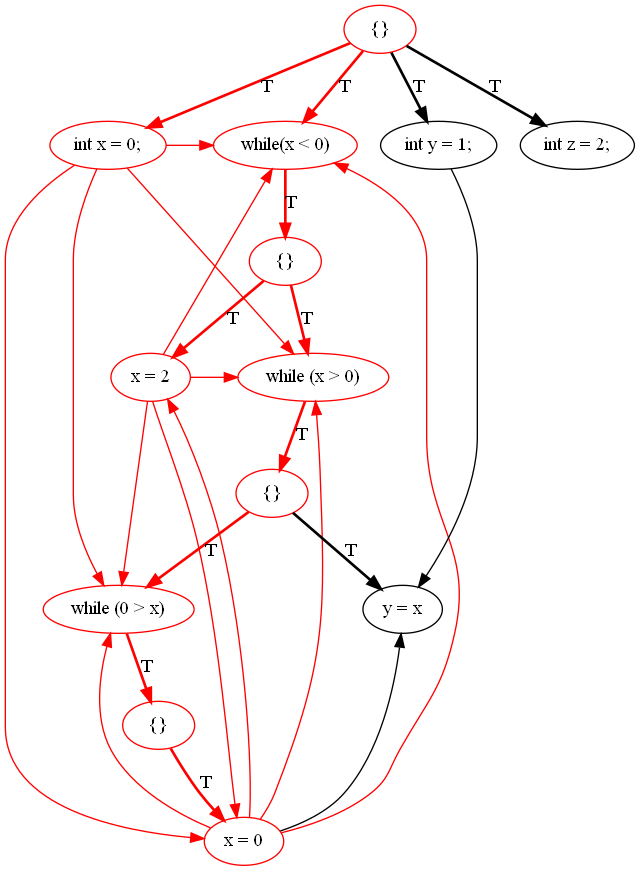 {}
T T T T
int x = 0; while(x < 0) int y = 1; int z = 2;
T
{}
T T
x = 2 while (x > 0)
T
{}
T T
while (0 > x) y = x
T
{}
T
x = 0